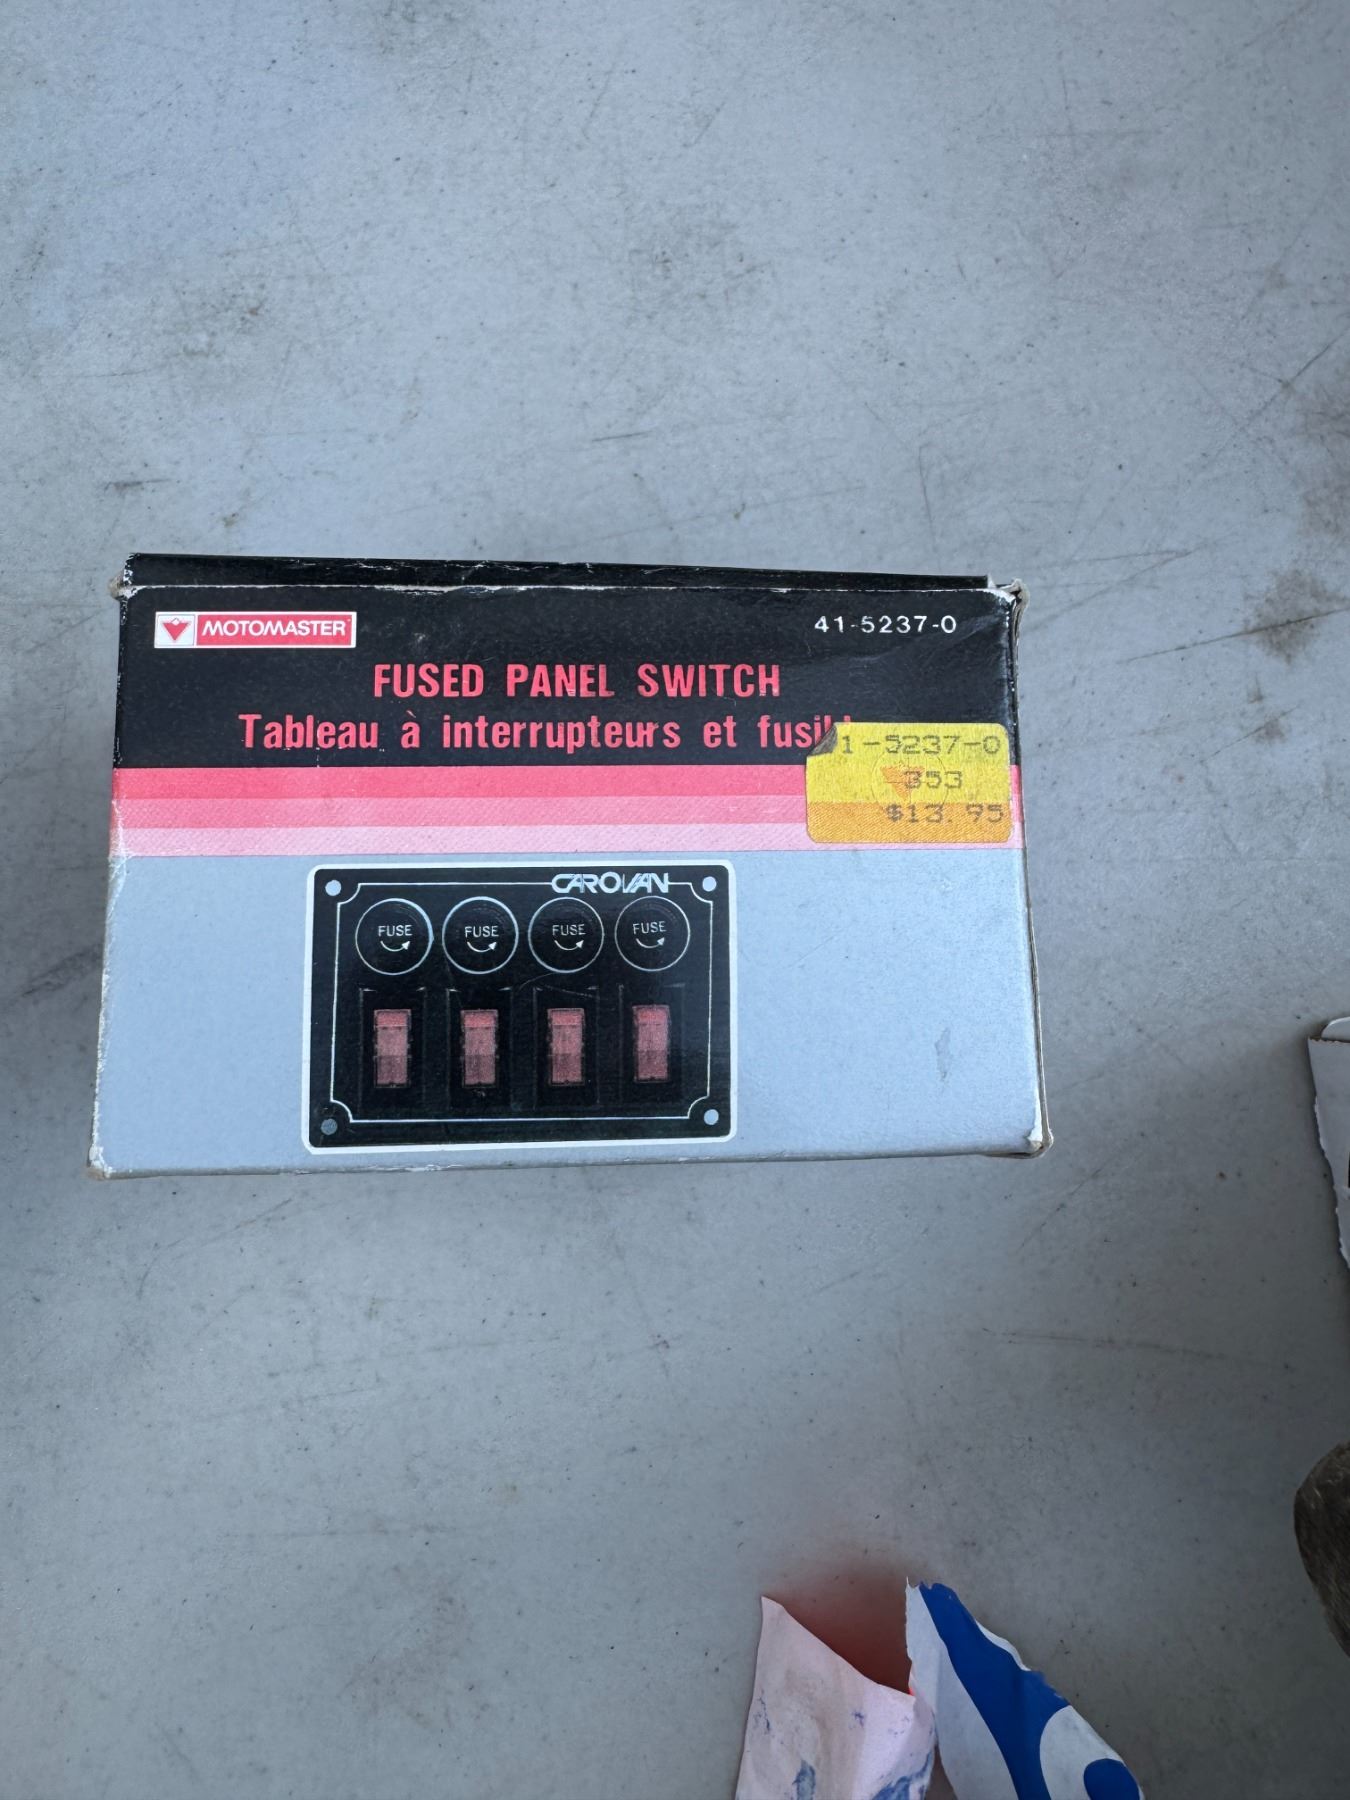 MOTOMASTER
41-5237-0
FUSED PANEL SWITCH
Tableau à interrupteurs et
1-5237-0
353
$13.95
CAROVAN
FUSE FUSE FUSE FUSE